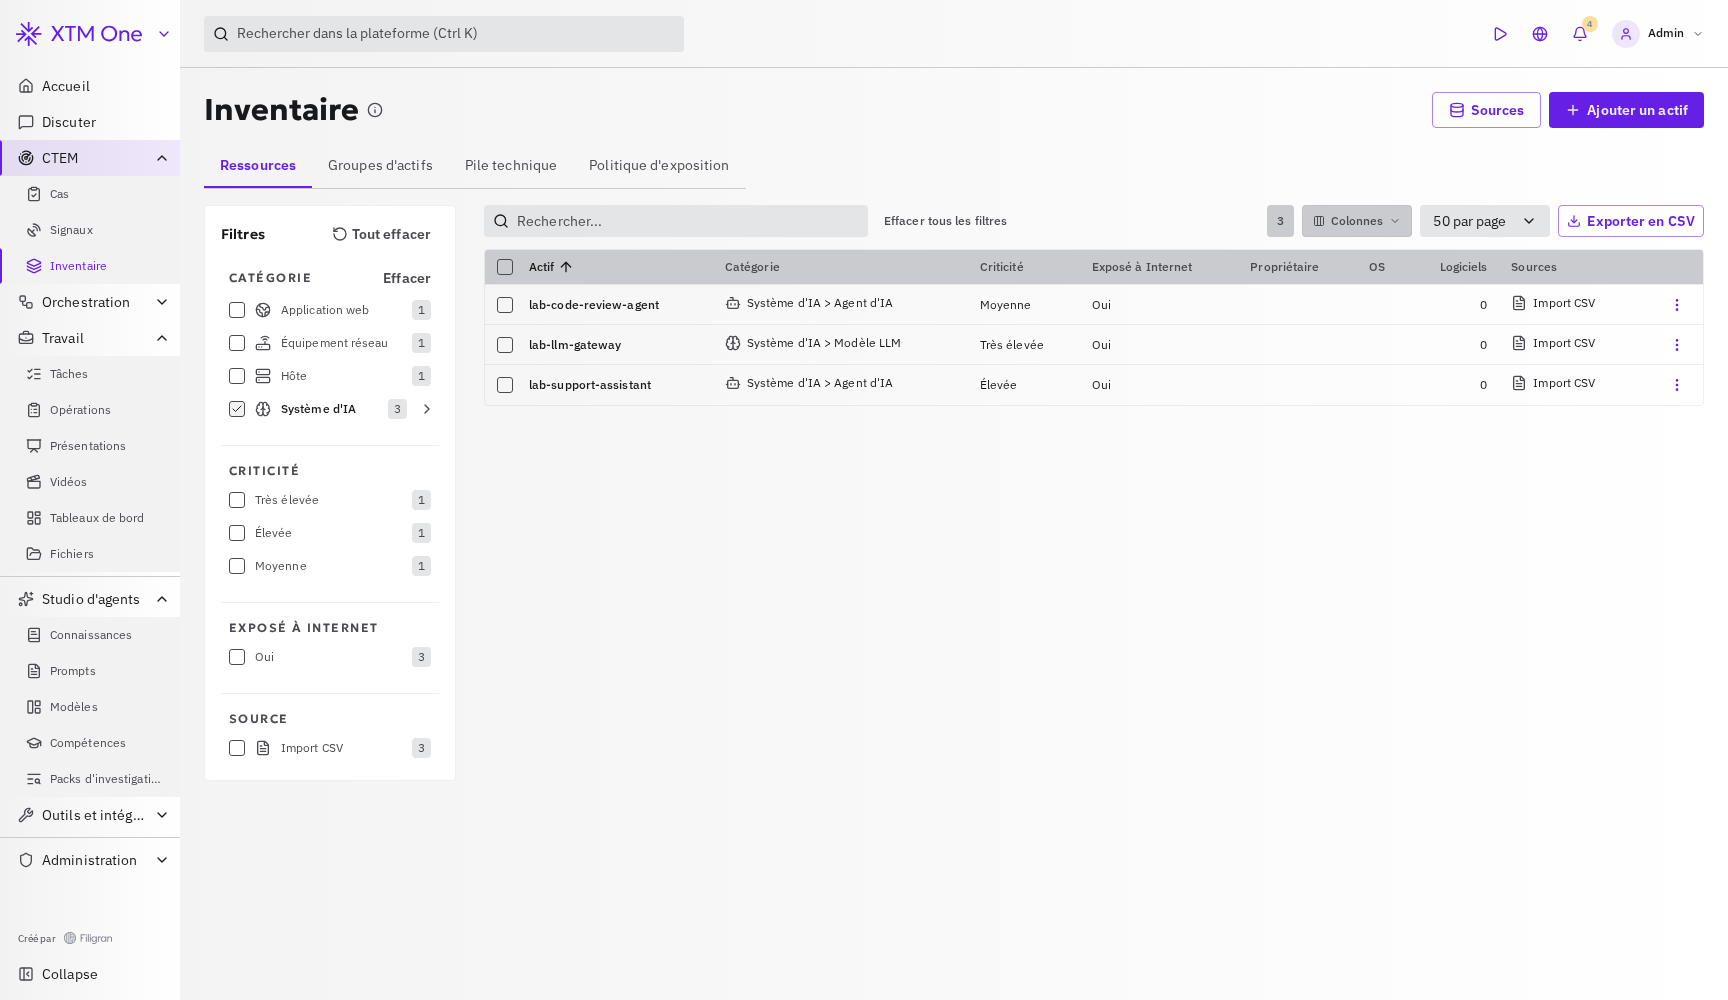 XTM One
Rechercher dans la plateforme (Ctrl K)
4
Admin
Accueil
Discuter
CTEM
Cas
Signaux
Inventaire
Orchestration
Travail
Tâches
Opérations
Présentations
Vidéos
Tableaux de bord
Fichiers
Studio d'agents
Connaissances
Prompts
Modèles
Compétences
Packs d'investigati...
Outils et intég...
Administration
Créé par Filigran
Collapse
Inventaire
Sources
Ajouter un actif
Ressources Groupes d'actifs Pile technique Politique d'exposition
Filtres Tout effacer
CATÉGORIE Effacer
Application web 1
Équipement réseau 1
Hôte 1
Système d'IA 3
CRITICITÉ
Très élevée 1
Élevée 1
Moyenne 1
EXPOSÉ À INTERNET
Oui 3
SOURCE
Import CSV 3
Rechercher... Effacer tous les filtres 3 Colonnes 50 par page Exporter en CSV
Actif Catégorie Criticité Exposé à Internet Propriétaire OS Logiciels Sources
lab-code-review-agent Système d'IA > Agent d'IA Moyenne Oui 0 Import CSV
lab-llm-gateway Système d'IA > Modèle LLM Très élevée Oui 0 Import CSV
lab-support-assistant Système d'IA > Agent d'IA Élevée Oui 0 Import CSV